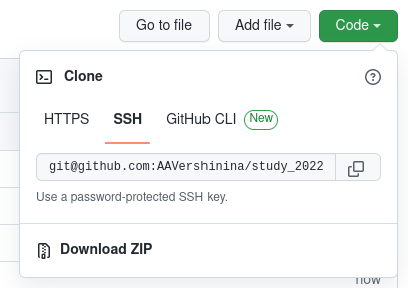 Go to file
Add file
Code
Clone
HTTPS
SSH
GitHub CLI
New
git@github.com:AAVershinina/study_2022
Use a password-protected SSH key.
Download ZIP
now